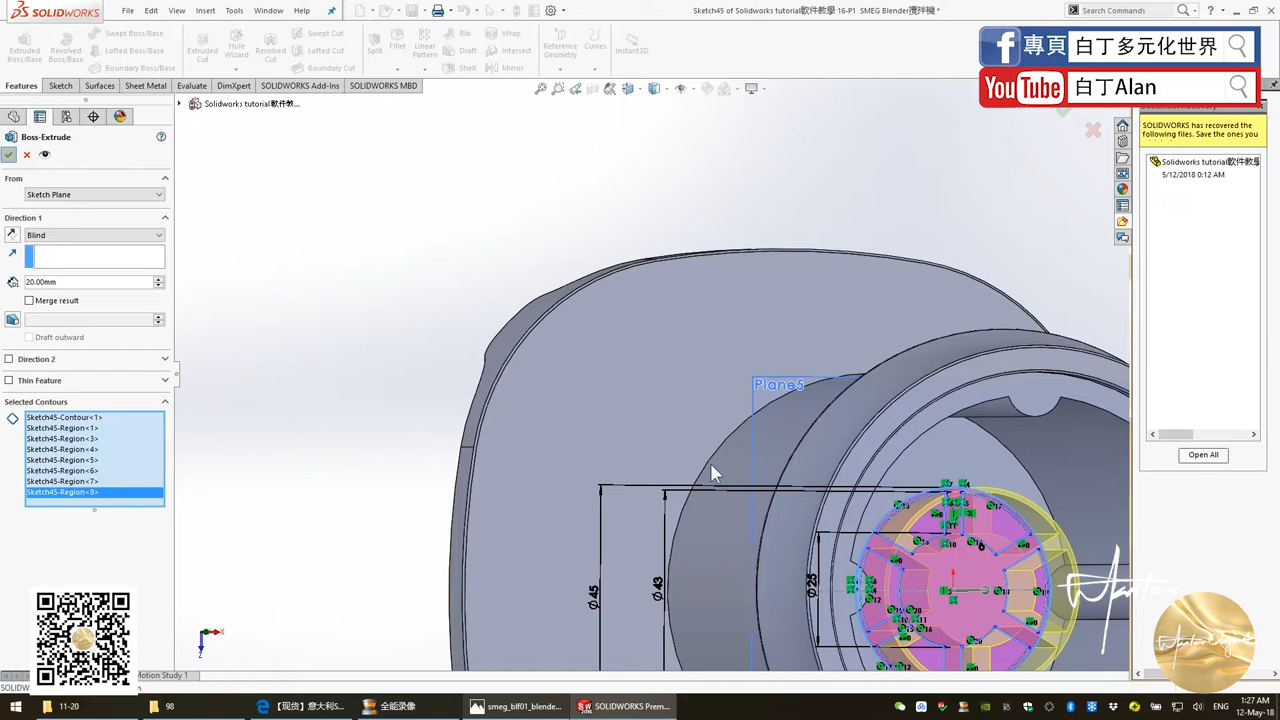 SOLIDWORKS
File Edit View Insert Tools Window Help
Sketch45 of Solidworks tutorial軟件教學 16-P1 SMEG Blender攪拌機 *
Search Commands
Extruded Boss/Base
Revolved Boss/Base
Swept Boss/Base
Lofted Boss/Base
Boundary Boss/Base
Extruded Cut
Hole Wizard
Revolved Cut
Swept Cut
Lofted Cut
Boundary Cut
Split
Fillet
Linear Pattern
Rib
Draft
Shell
Wrap
Intersect
Mirror
Reference Geometry
Curves
Instant3D
f 專頁 白丁多元化世界
YouTube 白丁Alan
Features Sketch Surfaces Sheet Metal Evaluate DimXpert SOLIDWORKS Add-Ins SOLIDWORKS MBD
Solidworks tutorial軟件教...
Boss-Extrude
From
Sketch Plane
Direction 1
Blind
20.00mm
Merge result
Draft outward
Direction 2
Thin Feature
Selected Contours
Sketch45-Contour<1>
Sketch45-Region<1>
Sketch45-Region<3>
Sketch45-Region<4>
Sketch45-Region<5>
Sketch45-Region<6>
Sketch45-Region<7>
Sketch45-Region<8>
Plane5
Ø45
Ø43
Ø25
SOLIDWORKS has recovered the
following files. Save the ones you
Solidworks tutorial軟件教學
5/12/2018 0:12 AM
Open All
Motion Study 1
11-20
98
【现货】意大利S...
全能录像
smeg_blf01_blende...
SOLIDWORKS Prem...
ENG
1:27 AM
12-May-18